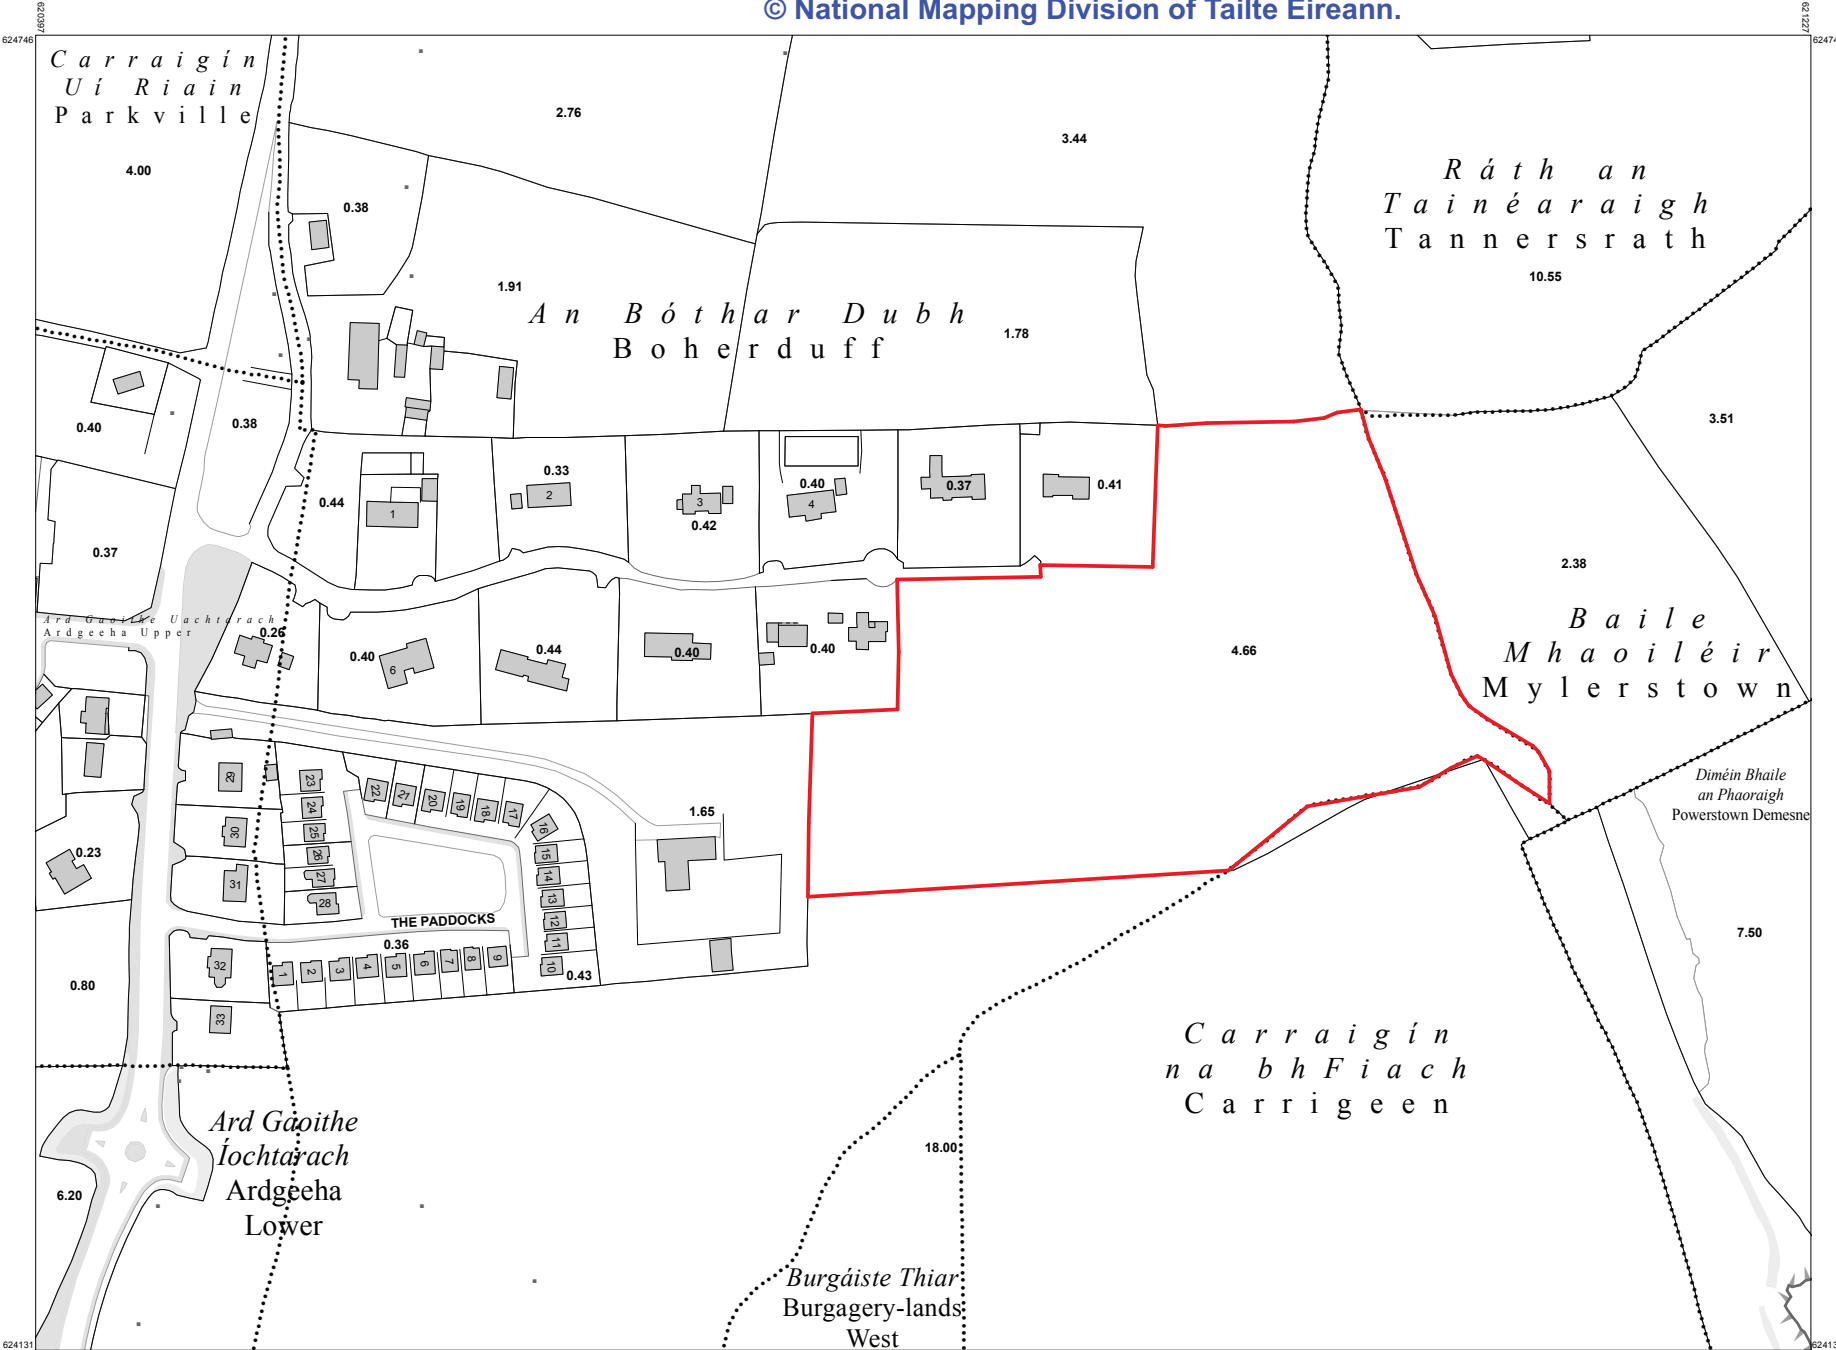 © National Mapping Division of Tailte Éireann.
620397
621227
624746
Carraigín
Uí Riain
Parkville
4.00
2.76
3.44
Ráth an
Tainéaraigh
Tannersrath
10.55
0.38
1.91
An Bóthar Dubh
Boherduff
1.78
0.40
0.38
3.51
0.44
1
0.33
2
3
0.42
0.40
4
0.37
0.41
0.37
2.38
Ard Gaoithe Uachtarach
Ardgeeha Upper
0.26
0.40
6
0.44
0.40
0.40
4.66
Baile
Mhaoiléir
Mylerstown
Diméin Bhaile
an Phaoraigh
Powerstown Demesne
29
23
24
25
26
27
28
22
21
20
19
18
17
16
15
14
13
12
11
10
30
31
1.65
0.23
THE PADDOCKS
0.36
32
1
2
3
4
5
6
7
8
9
0.43
33
0.80
7.50
Carraigín
na bhFiach
Carrigeen
Ard Gaoithe
Íochtarach
Ardgeeha
Lower
18.00
6.20
Burgáiste Thiar
Burgagery-lands
West
624131